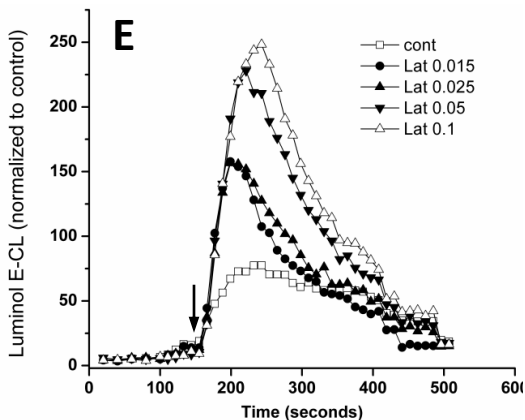 E
250
200
150
100
50
0
Luminol E-CL (normalized to control)
cont
Lat 0.015
Lat 0.025
Lat 0.05
Lat 0.1
0 100 200 300 400 500 600
Time (seconds)